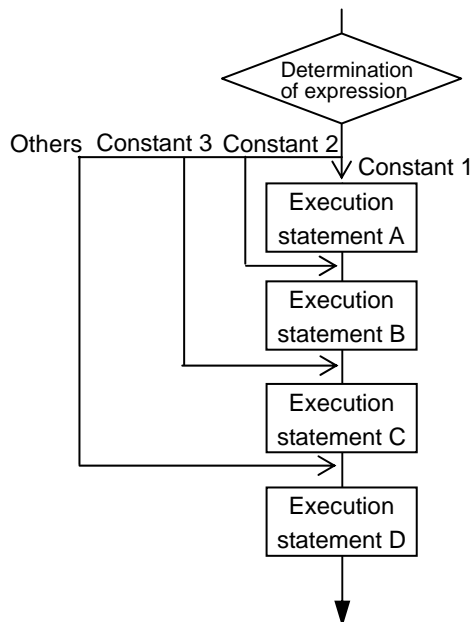 Determination
of expression
Others Constant 3 Constant 2
Constant 1
Execution
statement A
Execution
statement B
Execution
statement C
Execution
statement D